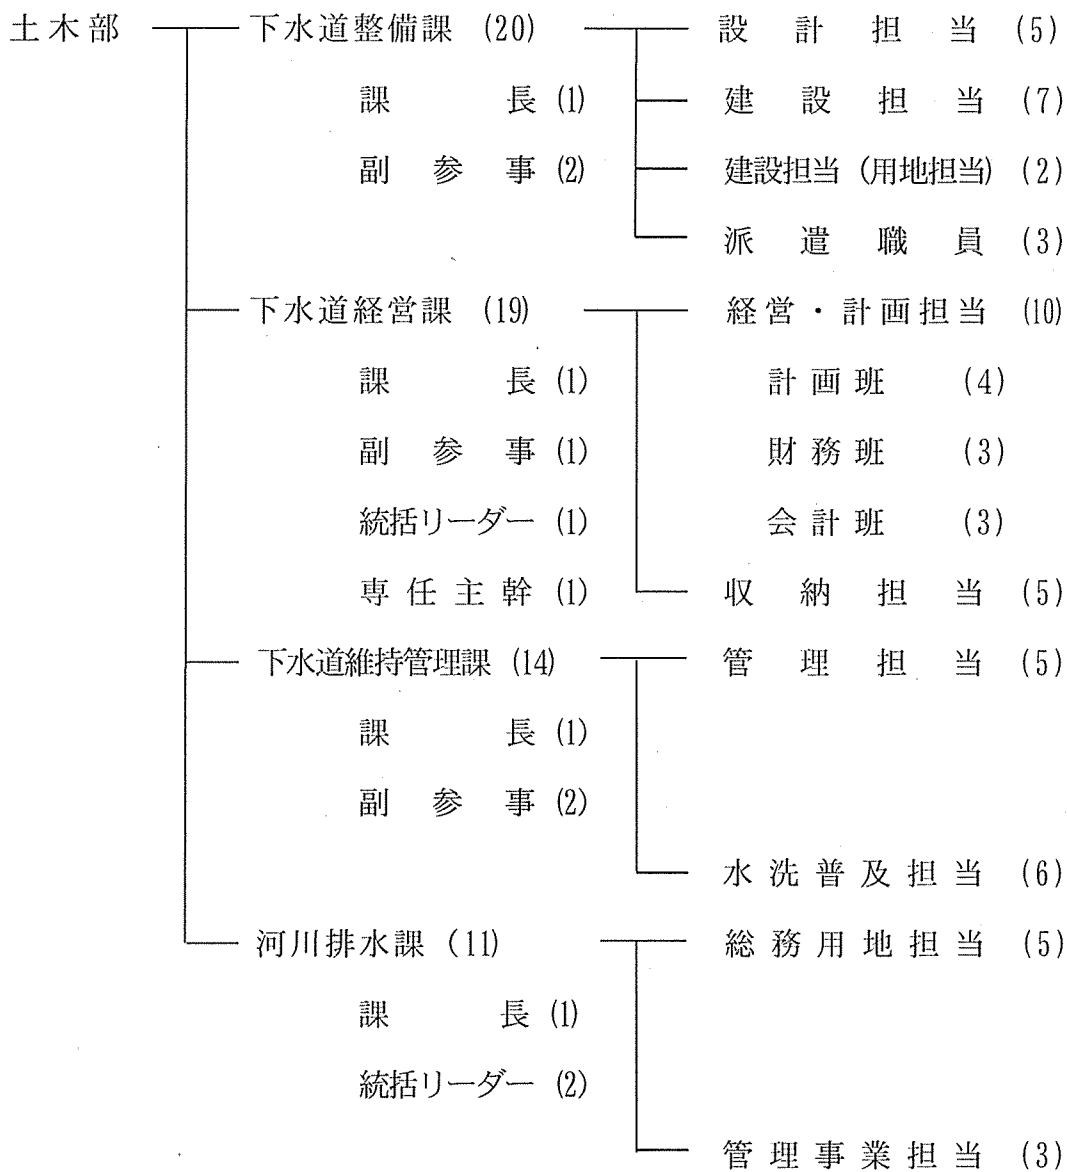 土木部 下水道整備課 (20) 設計担当 (5)
課長 (1) 建設担当 (7)
副参事 (2) 建設担当 (用地担当) (2)
派遣職員 (3)
下水道経営課 (19) 経営・計画担当 (10)
課長 (1) 計画班 (4)
副参事 (1) 財務班 (3)
統括リーダー (1) 会計班 (3)
専任主幹 (1) 収納担当 (5)
下水道維持管理課 (14) 管理担当 (5)
課長 (1)
副参事 (2)
水洗普及担当 (6)
河川排水課 (11) 総務用地担当 (5)
課長 (1)
統括リーダー (2)
管理事業担当 (3)